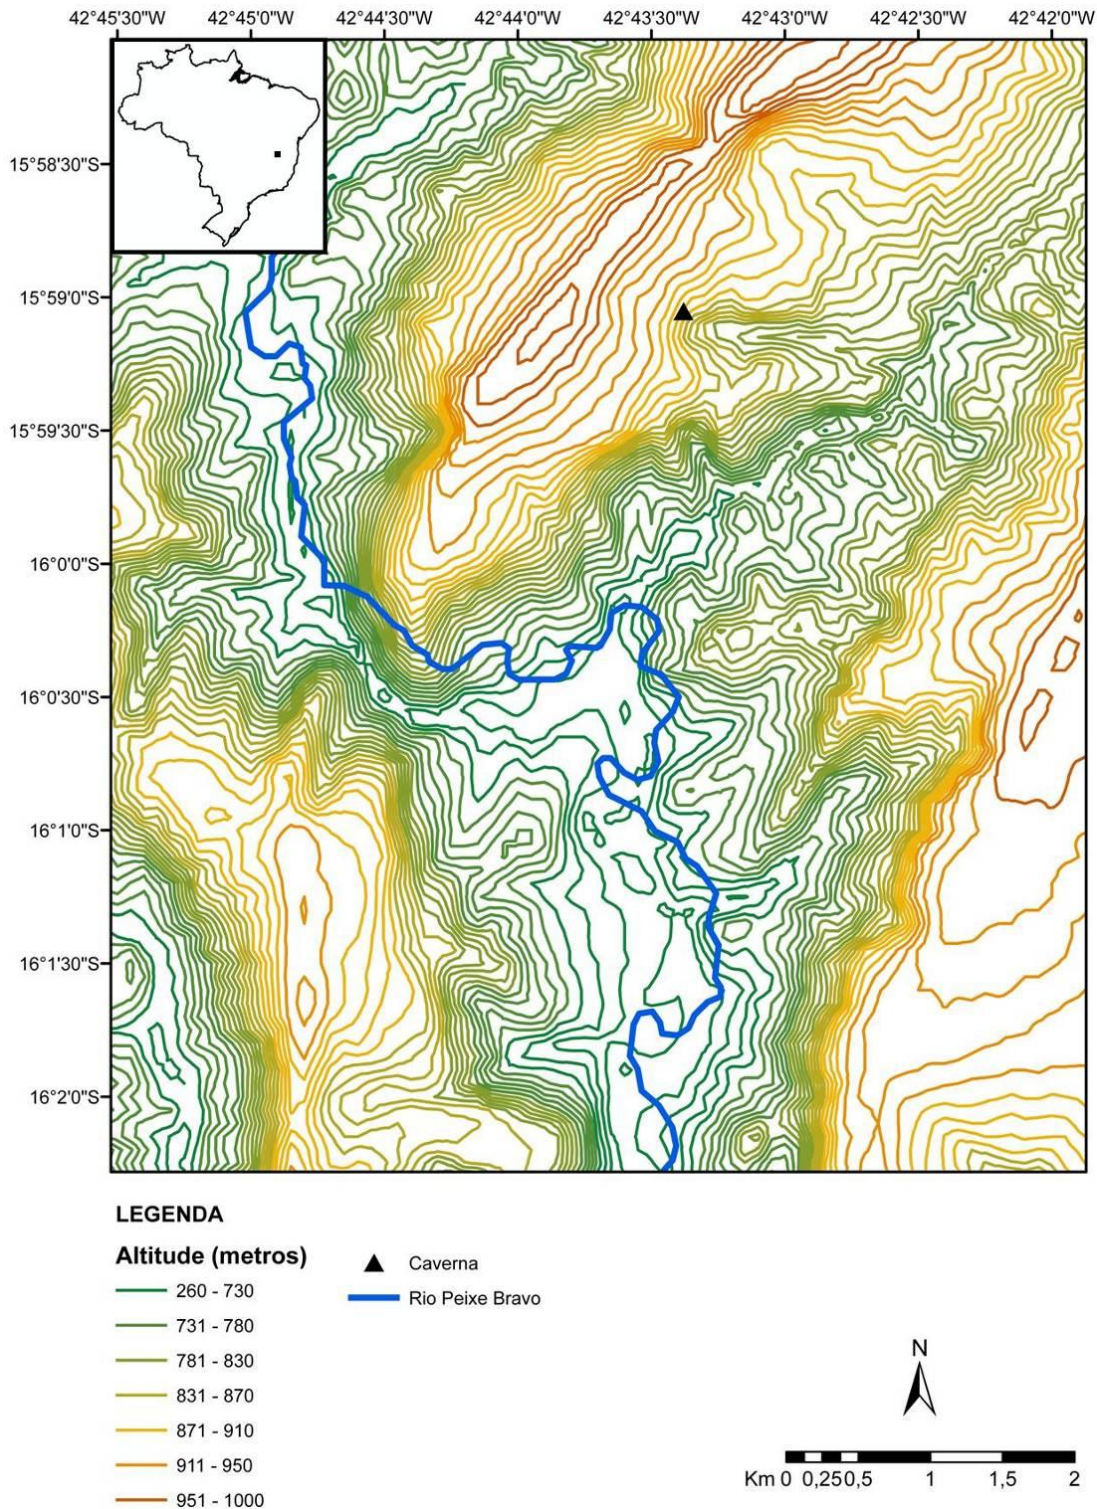 42°45'30"W 42°45'0"W 42°44'30"W 42°44'0"W 42°43'30"W 42°43'0"W 42°42'30"W 42°42'0"W
15°58'30"S
15°59'0"S
15°59'30"S
16°0'0"S
16°0'30"S
16°1'0"S
16°1'30"S
16°2'0"S
LEGENDA
Altitude (metros)
260 - 730
731 - 780
781 - 830
831 - 870
871 - 910
911 - 950
951 - 1000
Caverna
Rio Peixe Bravo
N
Km 0 0,25 0,5 1 1,5 2